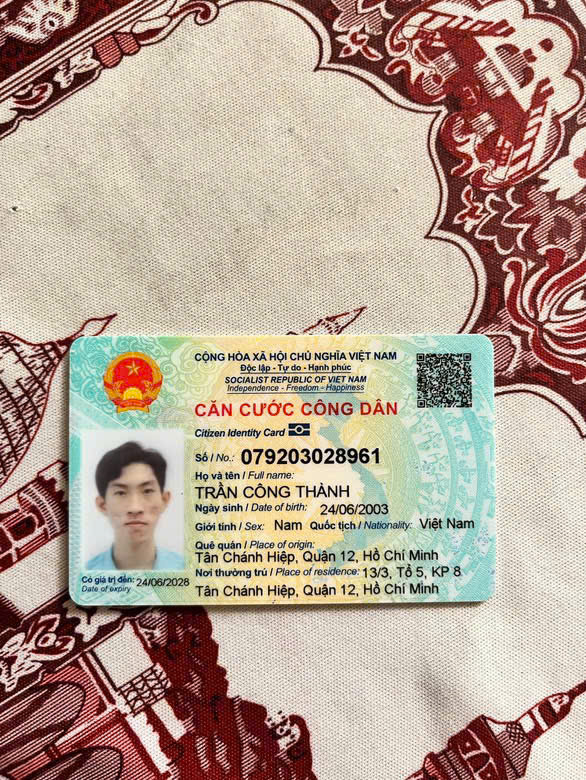 CỘNG HÒA XÃ HỘI CHỦ NGHĨA VIỆT NAM
Độc lập - Tự do - Hạnh phúc
SOCIALIST REPUBLIC OF VIET NAM
Independence - Freedom - Happiness
CĂN CƯỚC CÔNG DÂN
Citizen Identity Card
Số / No.: 079203028961
Họ và tên / Full name:
TRẦN CÔNG THÀNH
Ngày sinh / Date of birth: 24/06/2003
Giới tính / Sex: Nam Quốc tịch / Nationality: Việt Nam
Quê quán / Place of origin:
Tân Chánh Hiệp, Quận 12, Hồ Chí Minh
Nơi thường trú / Place of residence: 13/3, Tổ 5, KP 8
Tân Chánh Hiệp, Quận 12, Hồ Chí Minh
Có giá trị đến: 24/06/2028
Date of expiry